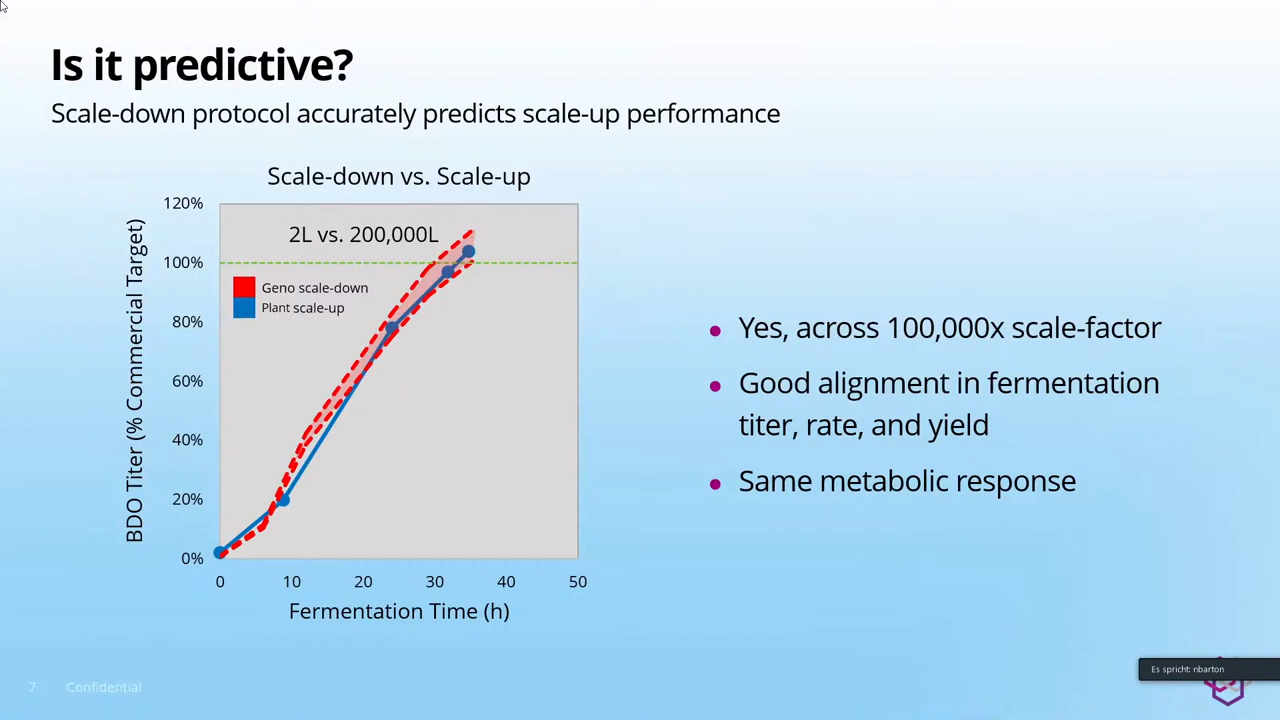 Is it predictive?
Scale-down protocol accurately predicts scale-up performance
Scale-down vs. Scale-up
BDO Titer (% Commercial Target)
120%
100%
80%
60%
40%
20%
0%
2L vs. 200,000L
Geno scale-down
Plant scale-up
0 10 20 30 40 50
Fermentation Time (h)
• Yes, across 100,000x scale-factor
• Good alignment in fermentation
titer, rate, and yield
• Same metabolic response
Es spricht: nbarton
7 Confidential